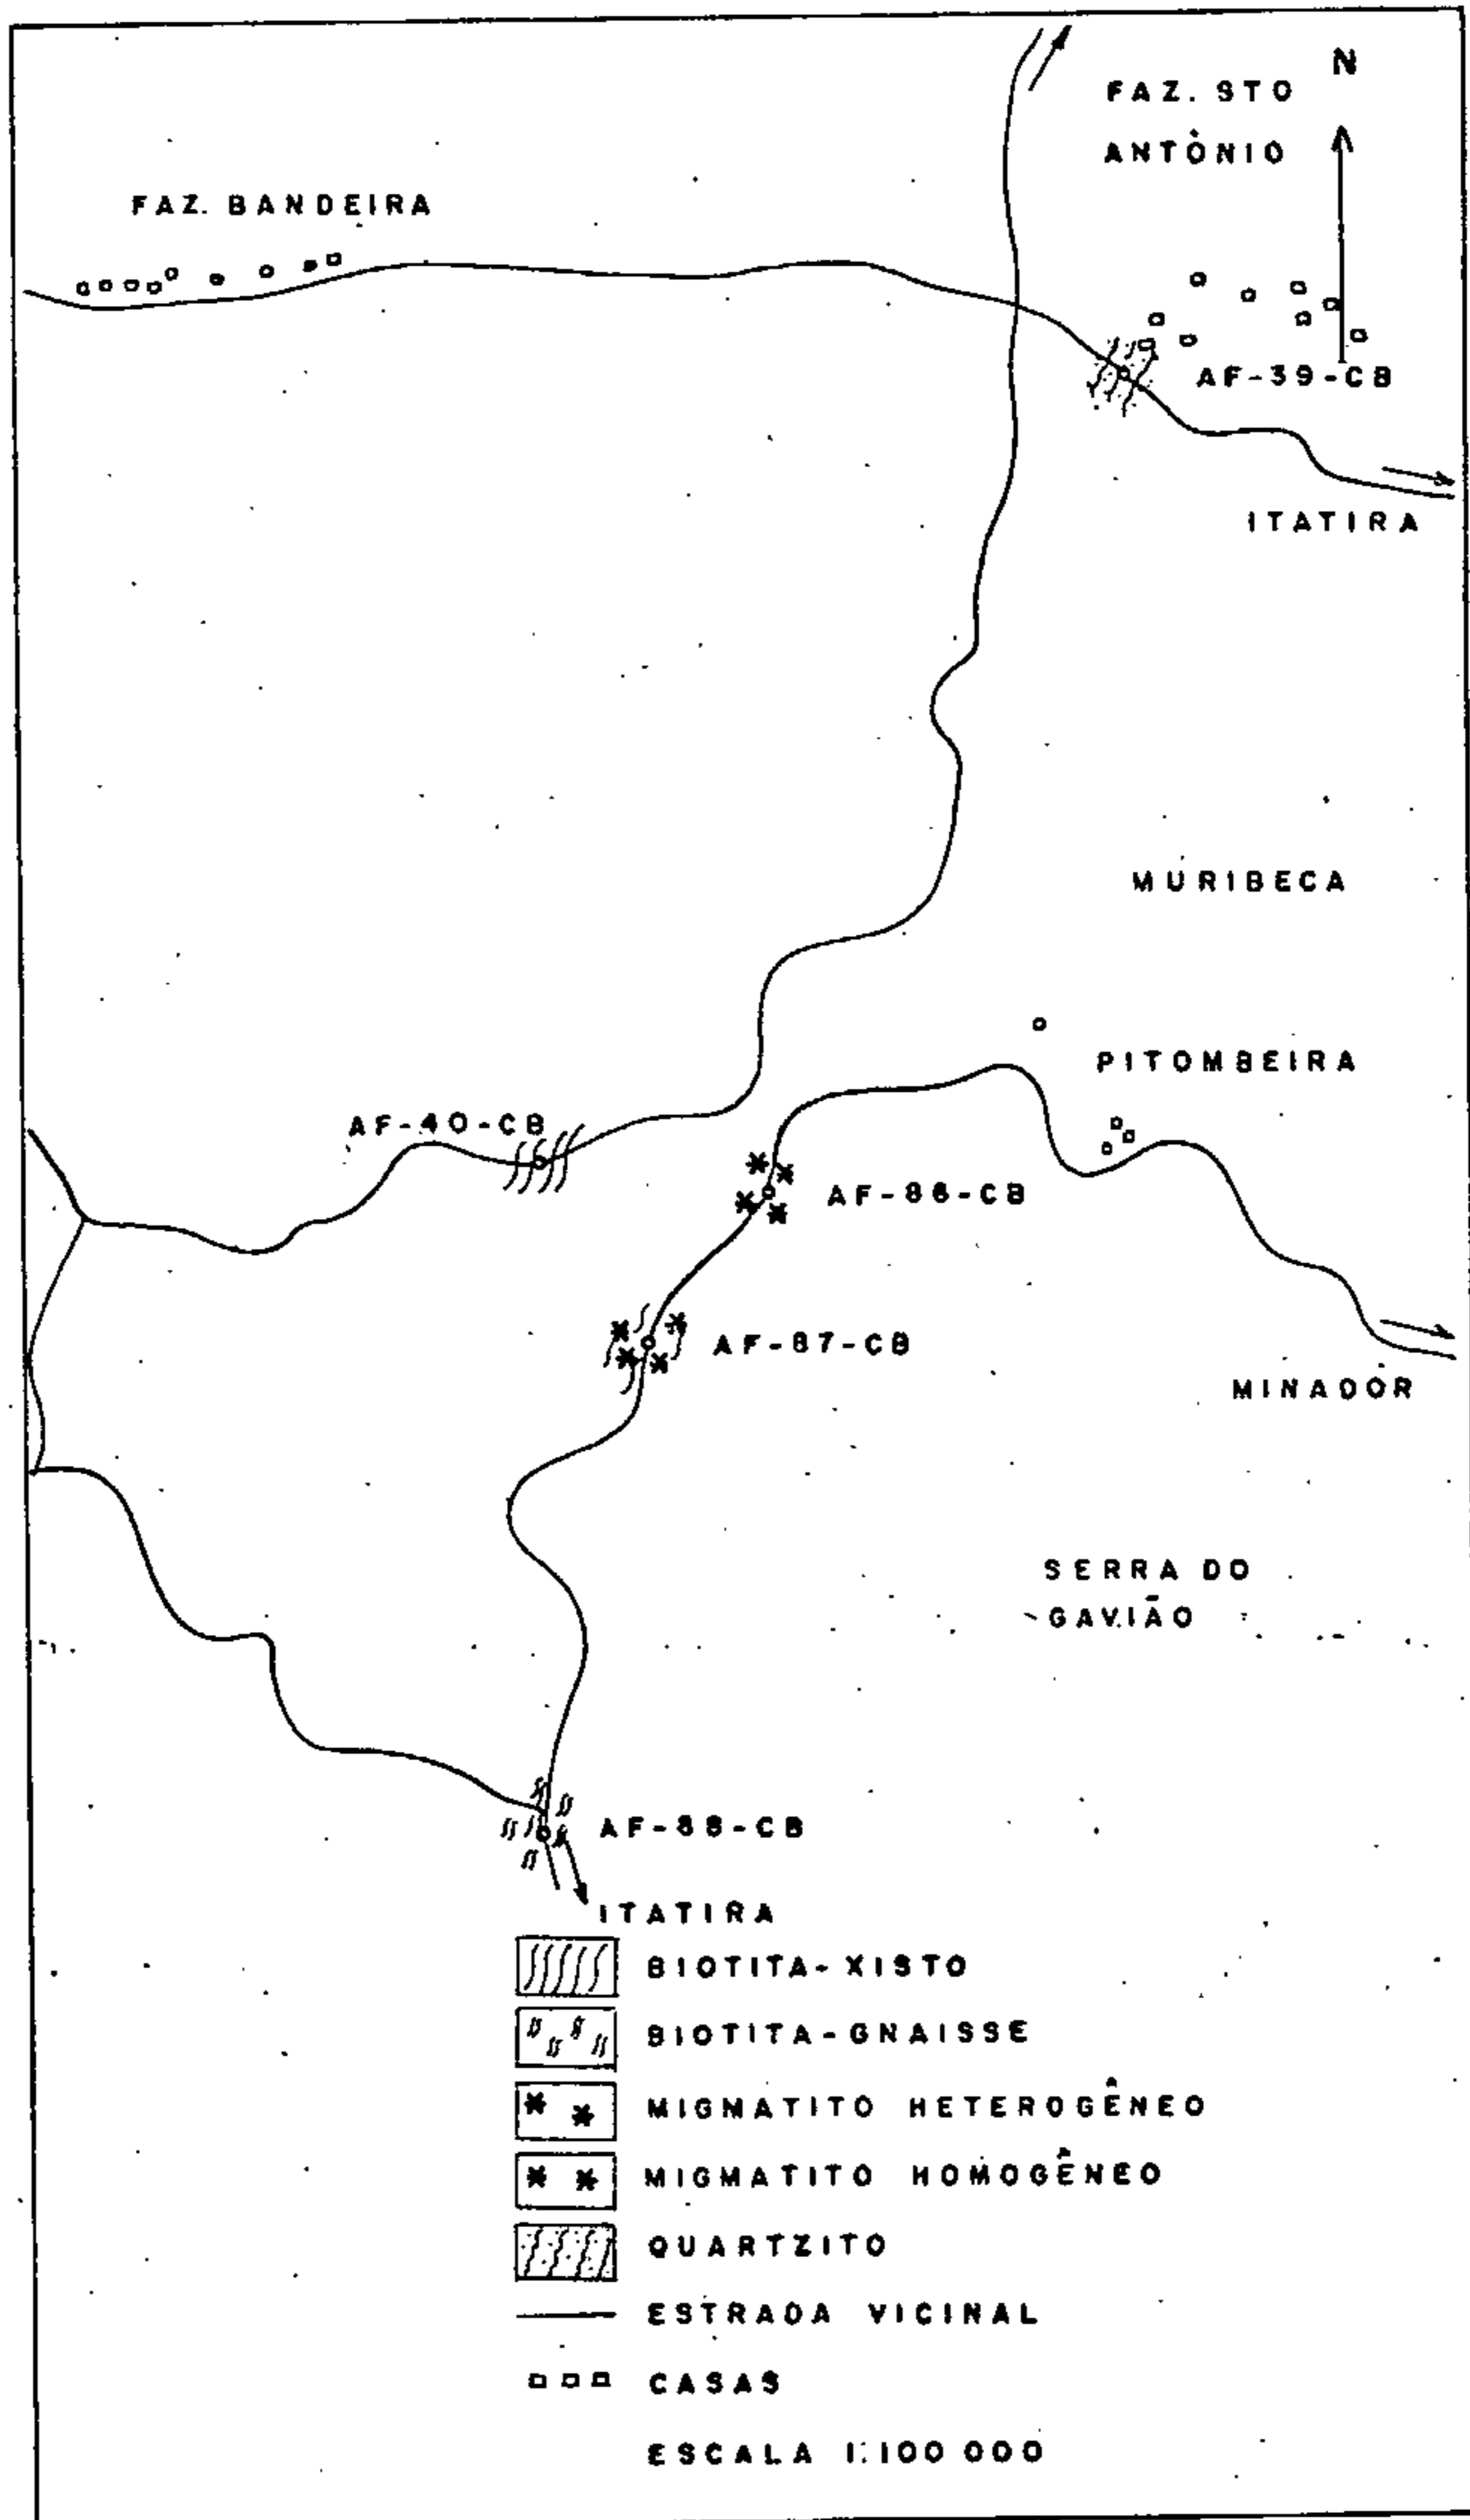 N
FAZ. STO
ANTÔNIO
FAZ. BANDEIRA
AF-39-CB
ITATIRA
MURIBECA
PITOMBEIRA
AF-40-CB
AF-86-CB
AF-87-CB
MINADOR
SERRA DO
GAVIÃO
AF-88-CB
ITATIRA
BIOTITA-XISTO
BIOTITA-GNAISSE
MIGMATITO HETEROGÊNEO
MIGMATITO HOMOGÊNEO
QUARTZITO
ESTRADA VICINAL
CASAS
ESCALA 1:100 000